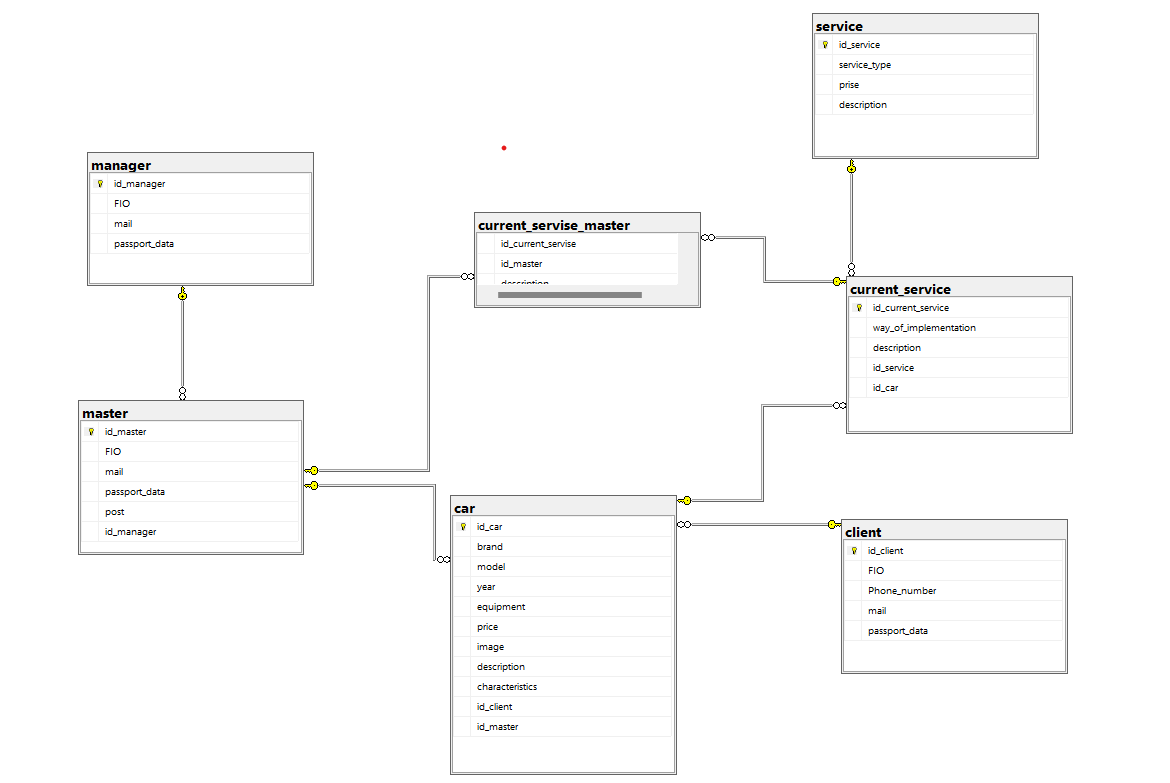 service
id_service
service_type
prise
description
manager
id_manager
FIO
mail
passport_data
current_servise_master
id_current_servise
id_master
description
current_service
id_current_service
way_of_implementation
description
id_service
id_car
master
id_master
FIO
mail
passport_data
post
id_manager
car
id_car
brand
model
year
equipment
price
image
description
characteristics
id_client
id_master
client
id_client
FIO
Phone_number
mail
passport_data